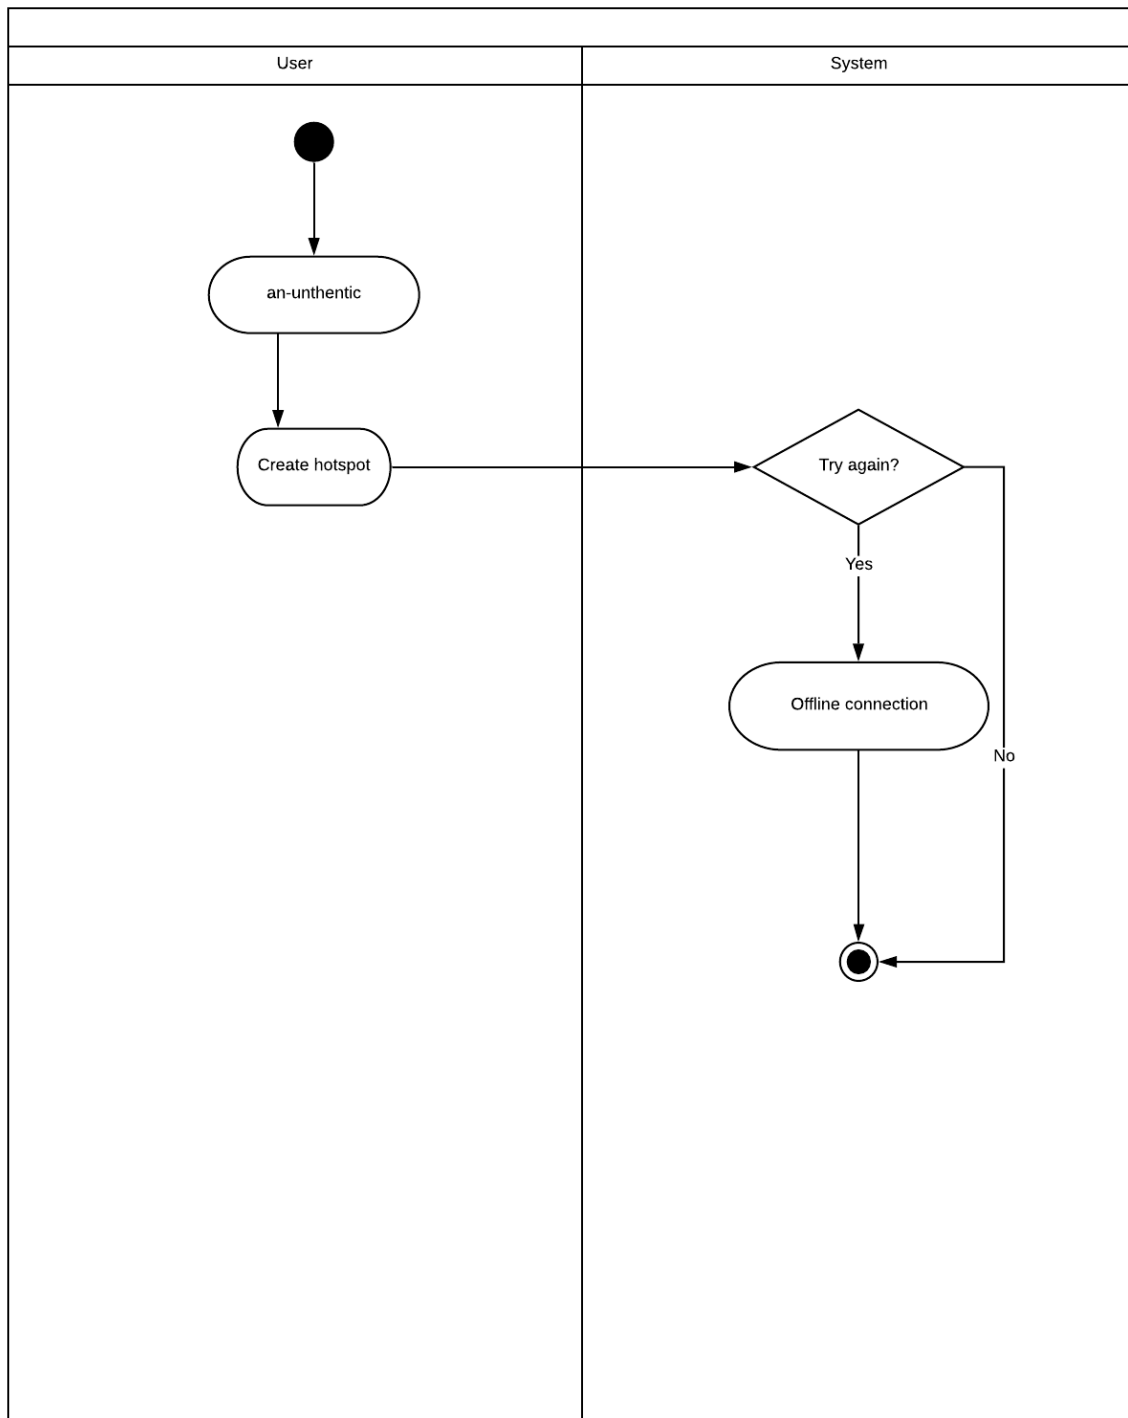 User
System
an-unthentic
Create hotspot
Try again?
Yes
Offline connection
No